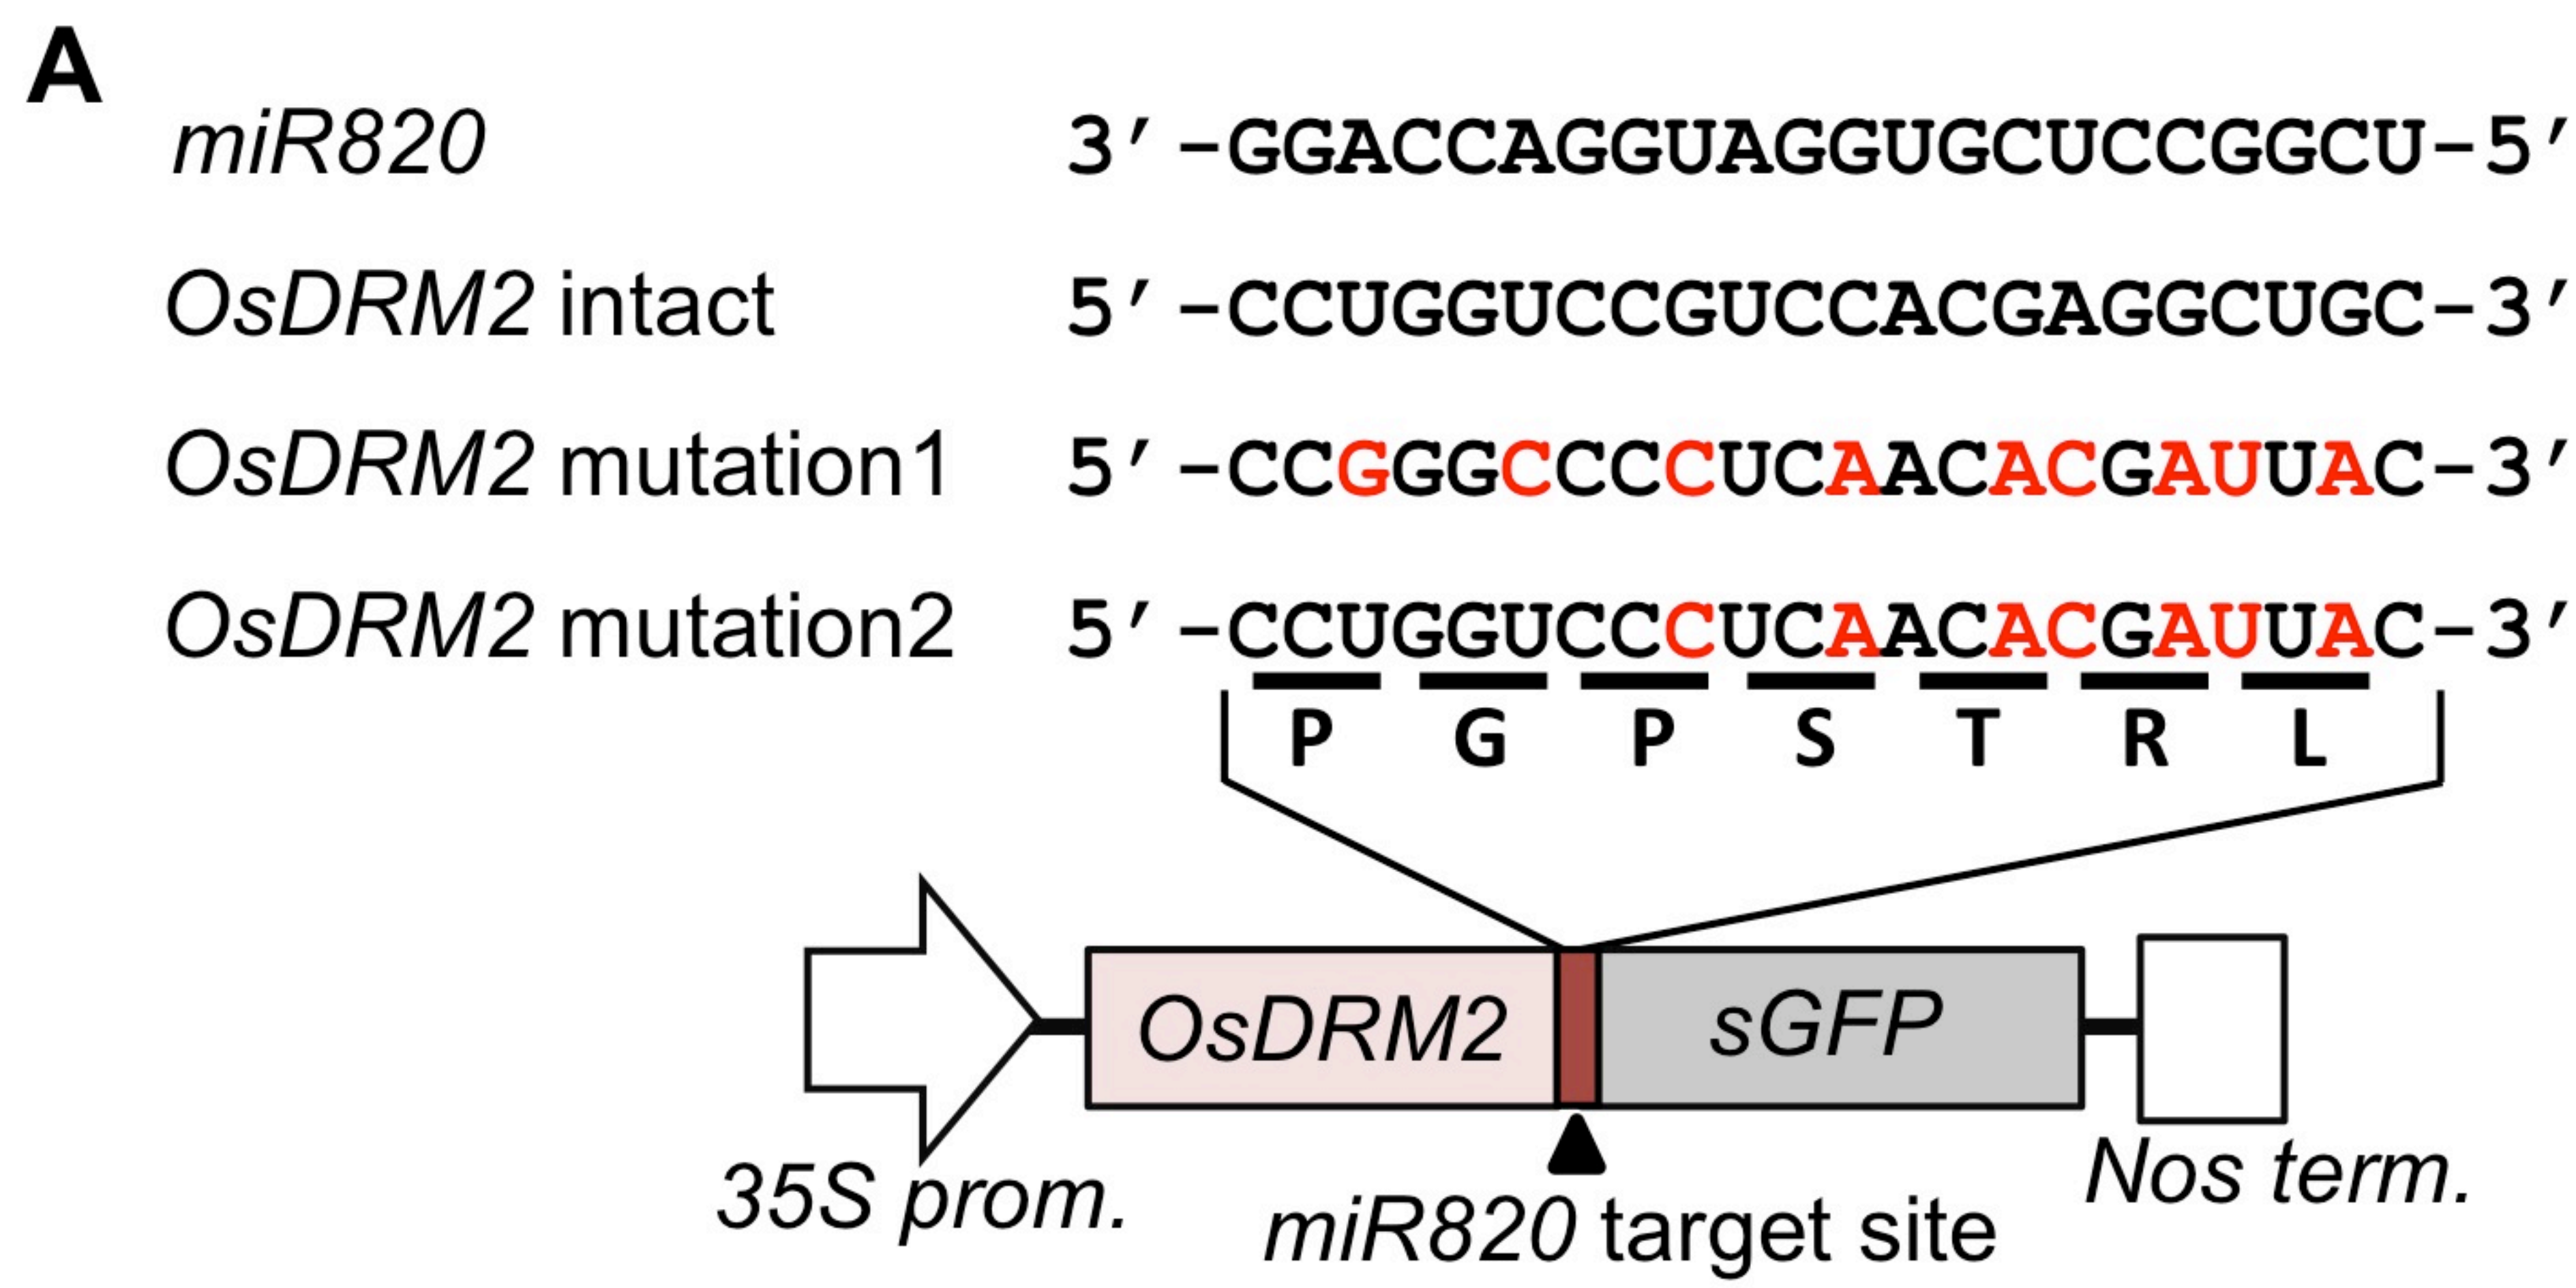 A
miR820 3′-GGACCAGGUAGGUGCUCCGGCU-5′
OsDRM2 intact 5′-CCUGGUCCGUCCACGAGGCUGC-3′
OsDRM2 mutation1 5′-CCGGGCCCCUCAACACGAUUAC-3′
OsDRM2 mutation2 5′-CCUGGUCCCUCAACACGAUUAC-3′
P G P S T R L
OsDRM2 sGFP
35S prom. Nos term.
miR820 target site